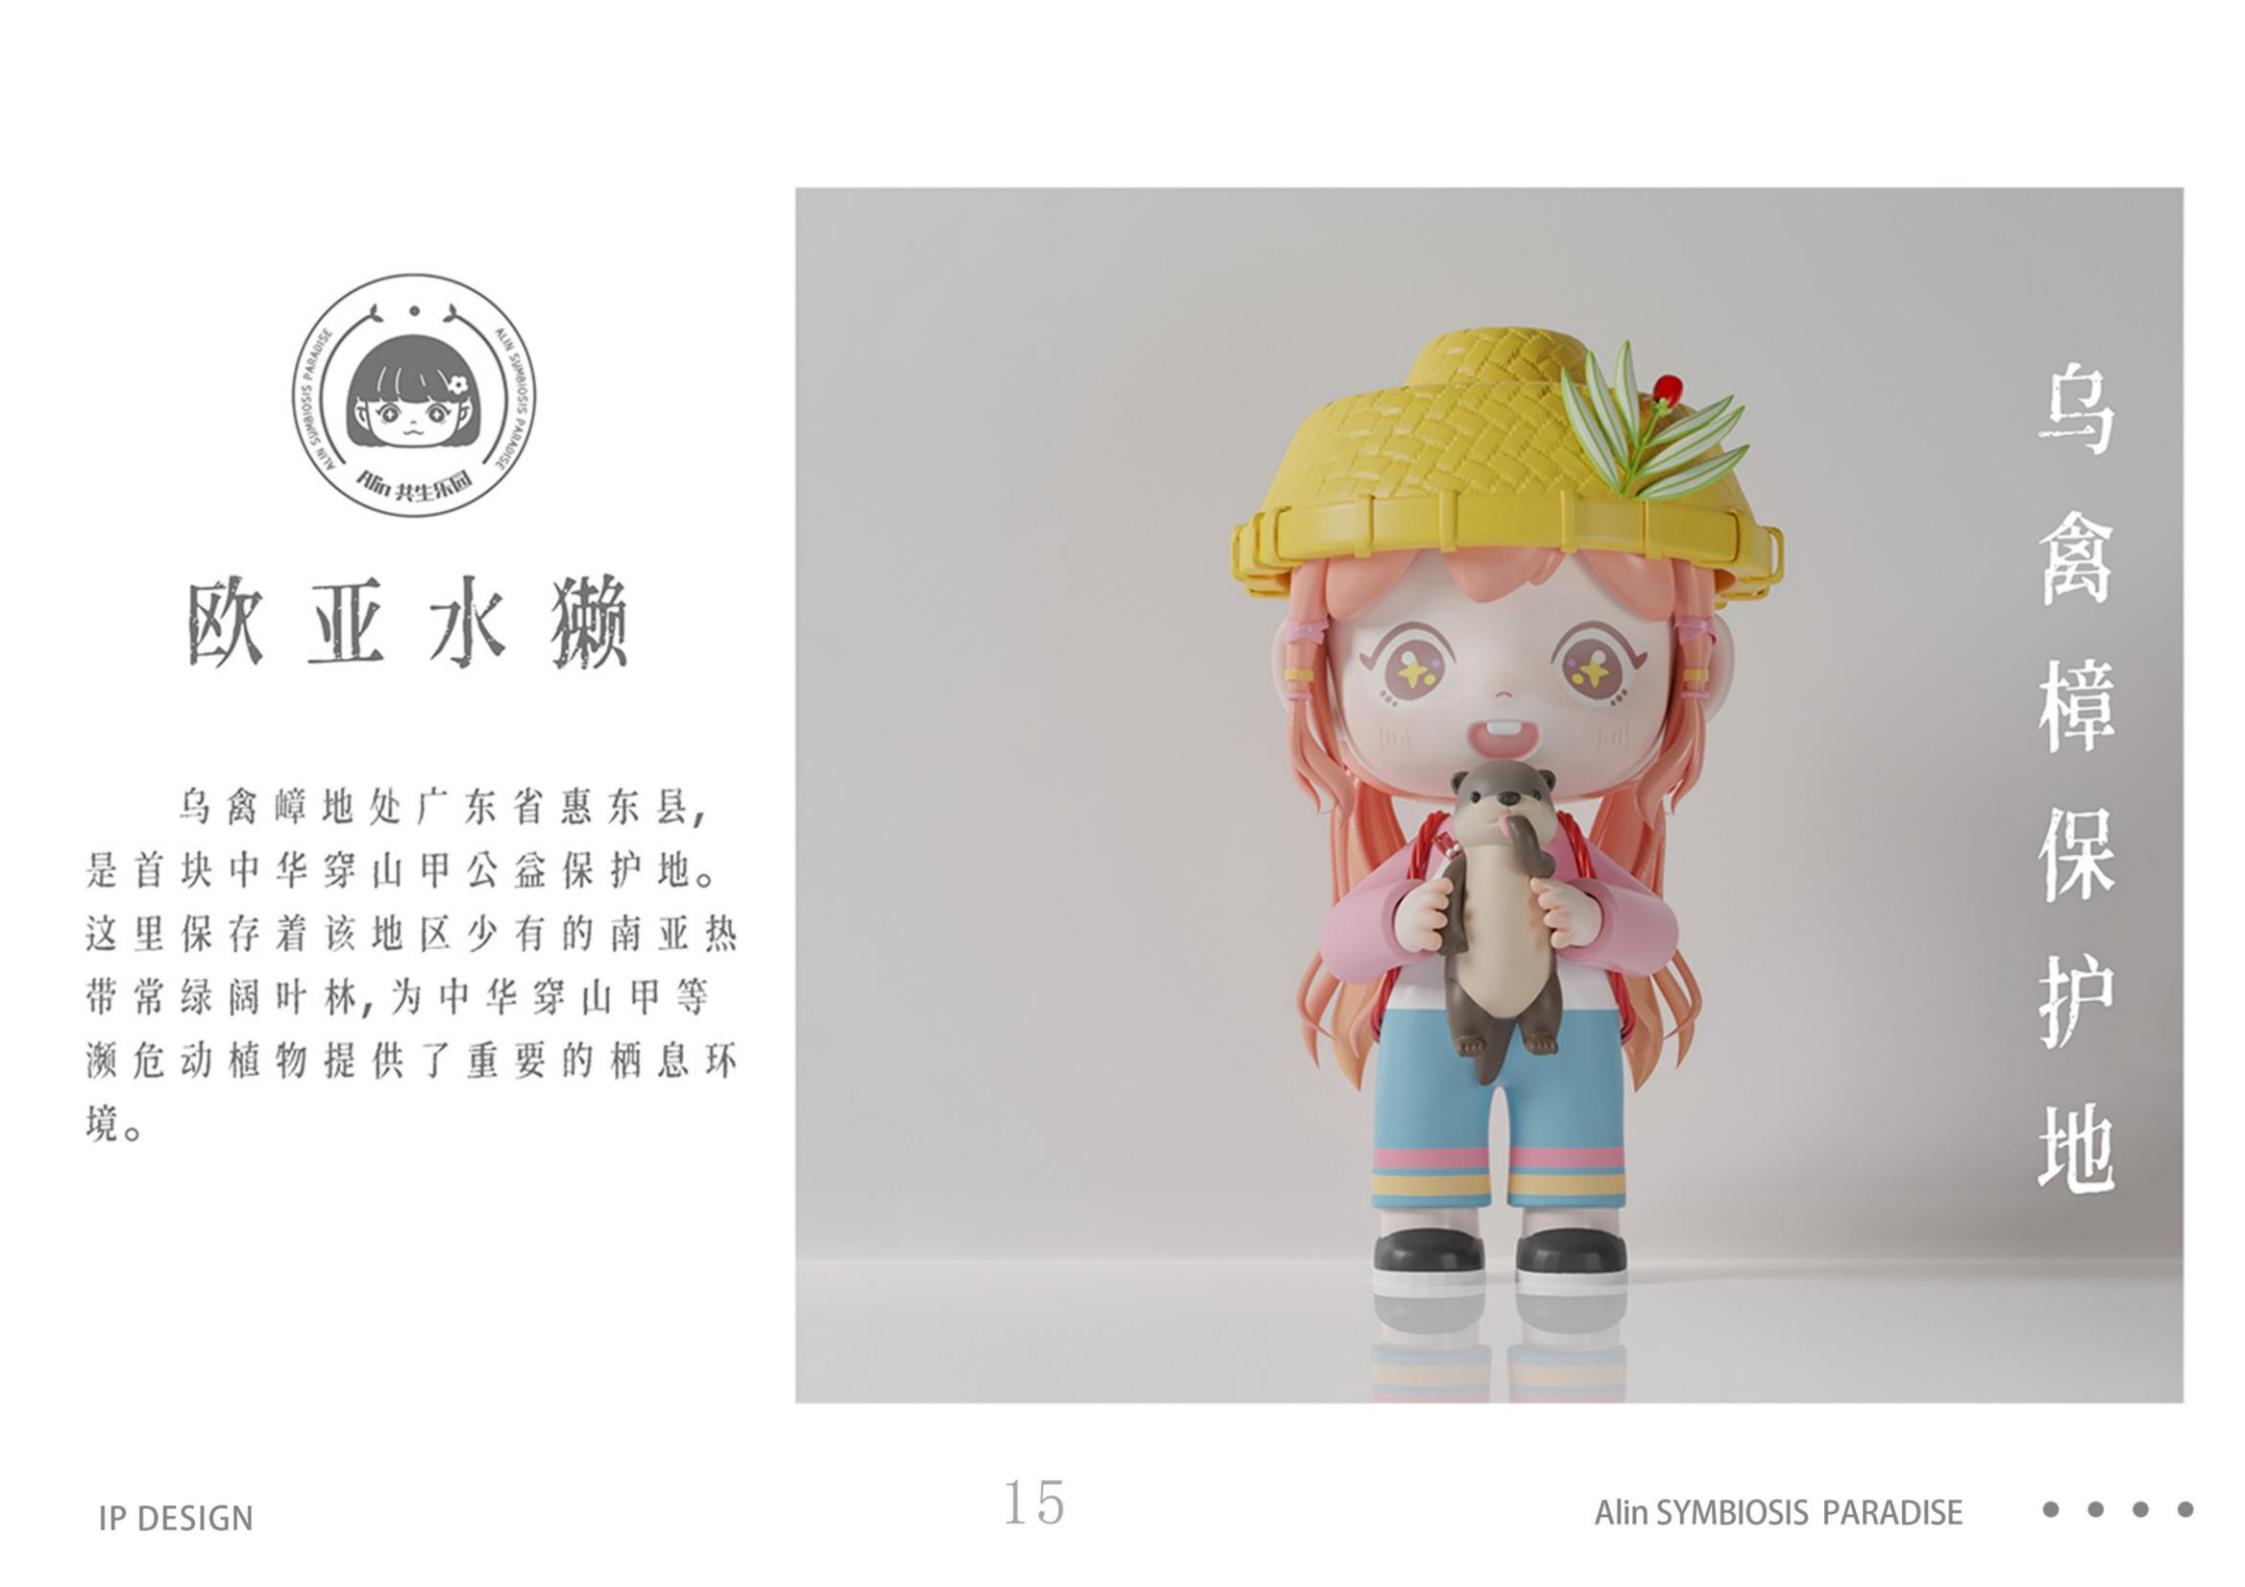 ALIN SYMBIOSIS PARADISE
ALIN SYMBIOSIS PARADISE
Alin 共生乐园
欧亚水獭
乌禽嶂地处广东省惠东县,
是首块中华穿山甲公益保护地。
这里保存着该地区少有的南亚热
带常绿阔叶林,为中华穿山甲等
濒危动植物提供了重要的栖息环
境。
乌禽樟保护地
IP DESIGN
15
Alin SYMBIOSIS PARADISE